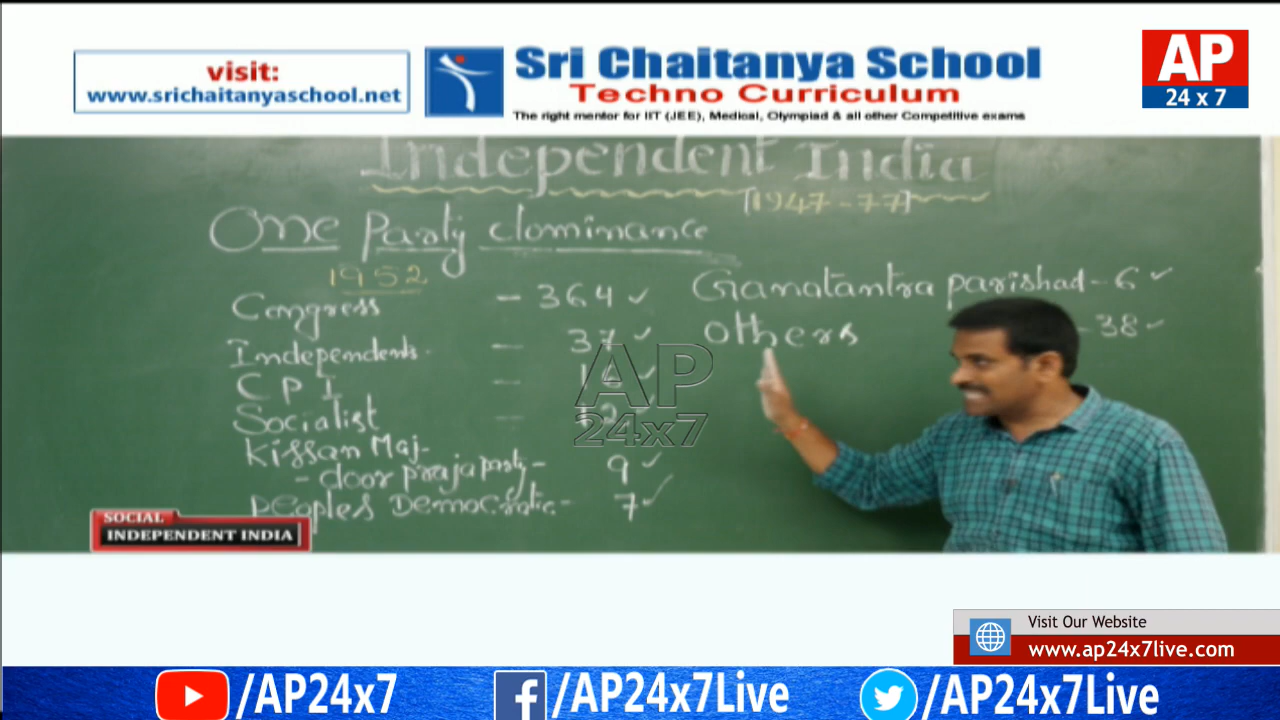 visit:
www.srichaitanyaschool.net
Sri Chaitanya School
Techno Curriculum
The right mentor for IIT (JEE), Medical, Olympiad & all other Competitive exams
AP
24 x 7
Independent India
[1947-77]
One Party dominance
1952
Congress - 364 ✓
Independents - 37 ✓
C P I - 16 ✓
Socialist - 12 ✓
Kissan Maj-
- door praja party - 9 ✓
Peoples Democratic - 7 ✓
Ganatantra parishad - 6 ✓
Others - 38 ✓
AP
24x7
SOCIAL
INDEPENDENT INDIA
Visit Our Website
www.ap24x7live.com
/AP24x7
/AP24x7Live
/AP24x7Live